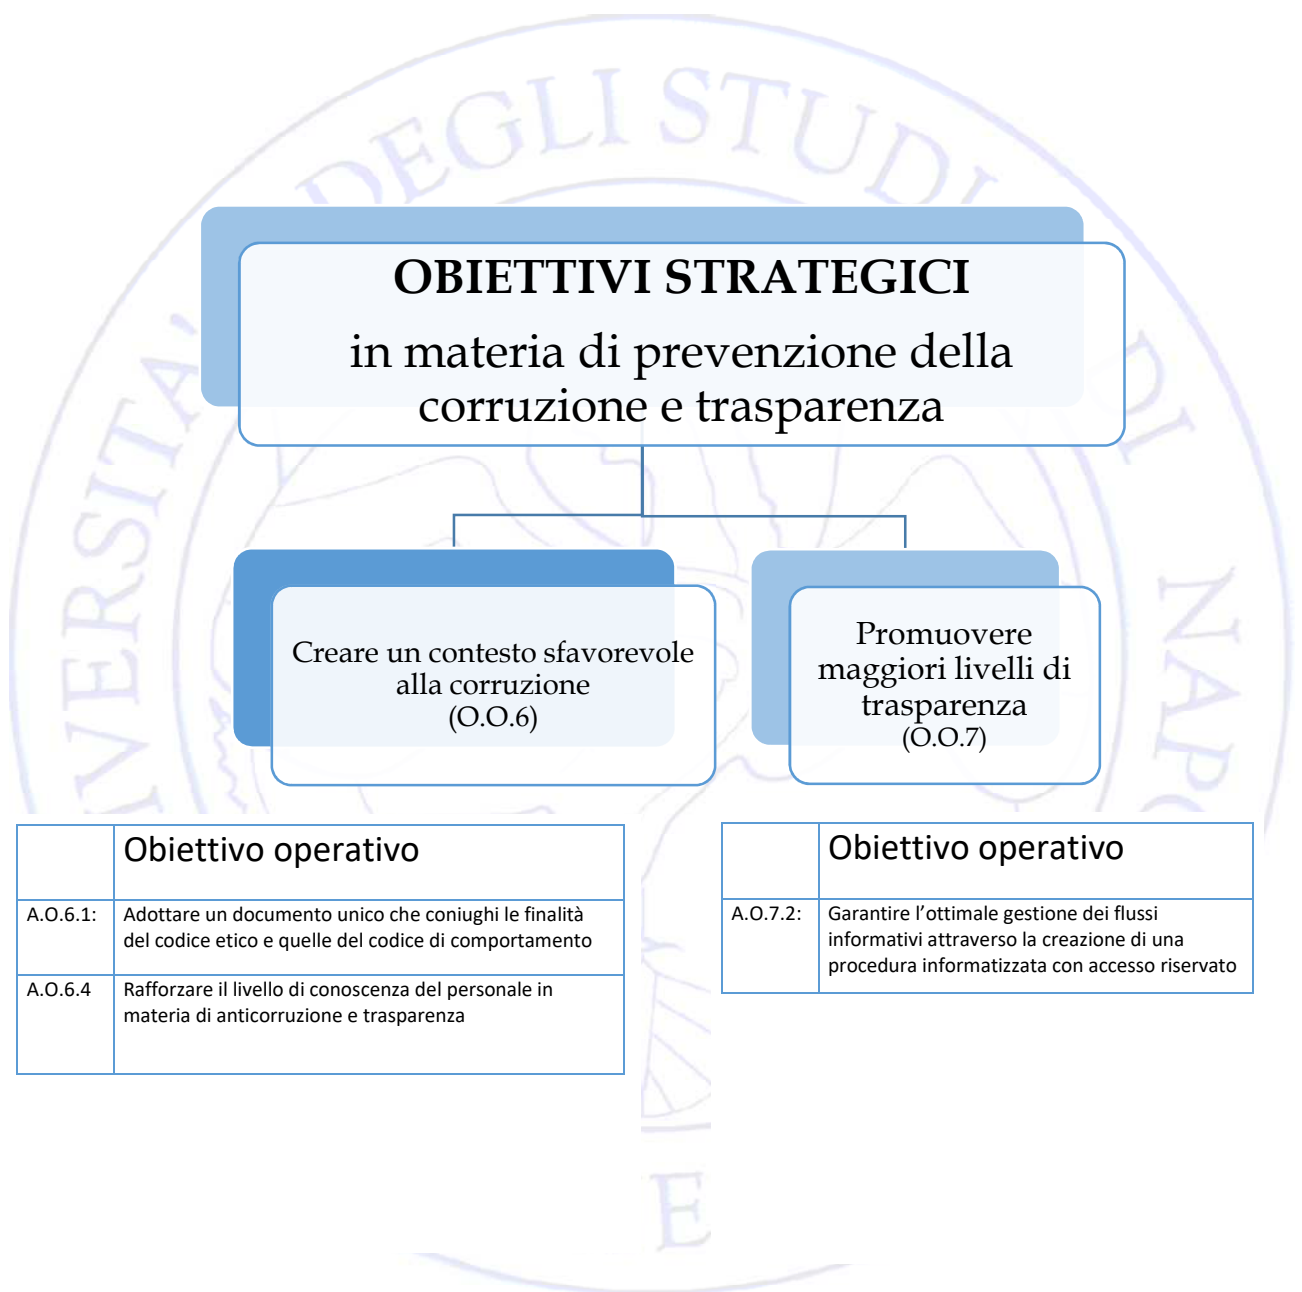 UNIVERSITA' DEGLI STUDI DI NAPO
E
OBIETTIVI STRATEGICI
in materia di prevenzione della
corruzione e trasparenza
Creare un contesto sfavorevole
alla corruzione
(O.O.6)
Promuovere
maggiori livelli di
trasparenza
(O.O.7)
Obiettivo operativo
A.O.6.1: Adottare un documento unico che coniughi le finalità
del codice etico e quelle del codice di comportamento
A.O.6.4 Rafforzare il livello di conoscenza del personale in
materia di anticorruzione e trasparenza
Obiettivo operativo
A.O.7.2: Garantire l'ottimale gestione dei flussi
informativi attraverso la creazione di una
procedura informatizzata con accesso riservato